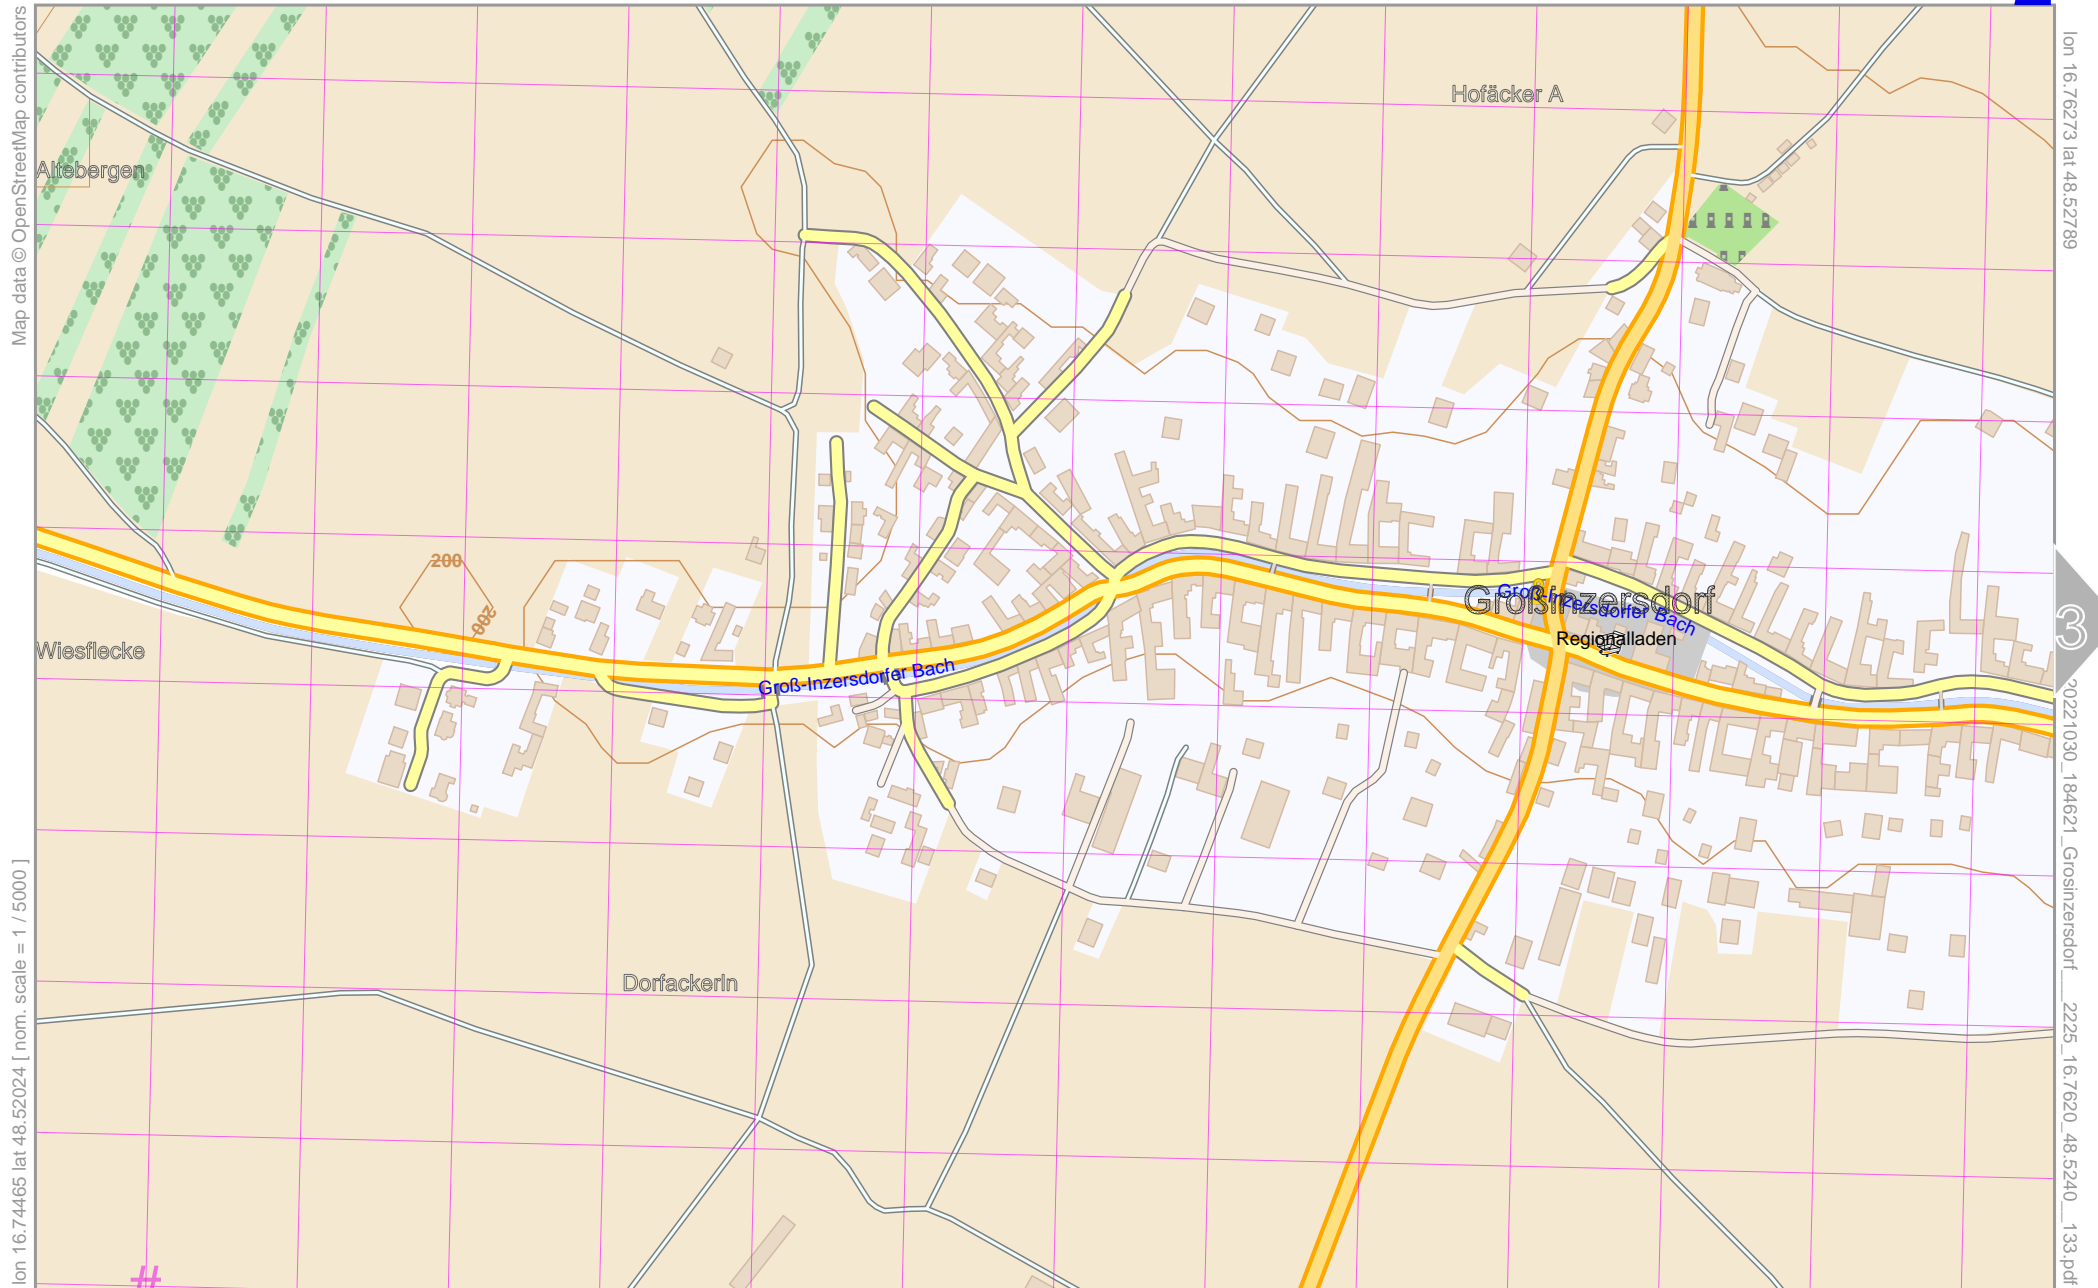 Map data © OpenStreetMap contributors
lon 16.76273 lat 48.52789
Hofäcker A
Altebergen
200
200
Großinzersdorf
Groß-Inzersdorfer Bach
Regionalladen
3
Wiesflecke
Groß-Inzersdorfer Bach
Dorfackerln
lon 16.74465 lat 48.52024 [ nom. scale = 1 / 5000 ]
20221030_184621_Grosinzersdorf__2225_16.7620_48.5240__133.pdf
#